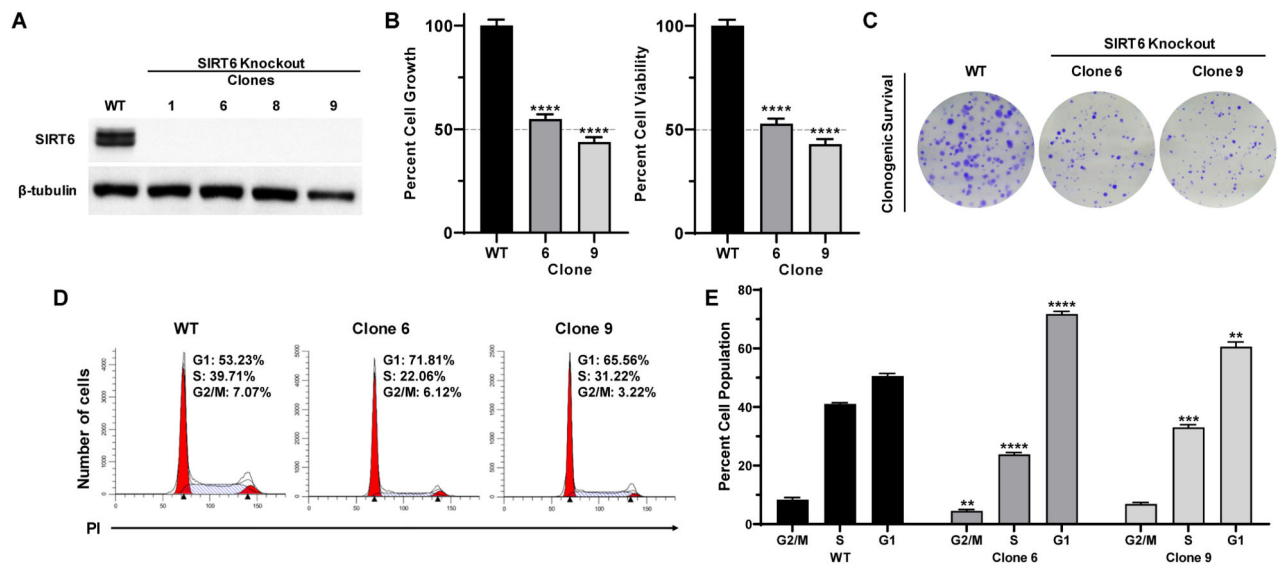 A
SIRT6 Knockout
Clones
WT 1 6 8 9
SIRT6
β-tubulin
B
Percent Cell Growth
100
50
0
****
****
WT 6 9
Clone
Percent Cell Viability
100
50
0
****
****
WT 6 9
Clone
C
SIRT6 Knockout
WT Clone 6 Clone 9
Clonogenic Survival
D
WT
G1: 53.23%
S: 39.71%
G2/M: 7.07%
Number of cells
4000
3000
2000
1000
0
0 50 100 150
Clone 6
G1: 71.81%
S: 22.06%
G2/M: 6.12%
5000
4000
3000
2000
1000
0
0 50 100 150
Clone 9
G1: 65.56%
S: 31.22%
G2/M: 3.22%
2500
2000
1500
1000
500
0
0 50 100 150
PI
E
Percent Cell Population
80
60
40
20
0
**
****
****
***
**
G2/M S G1 G2/M S G1 G2/M S G1
WT Clone 6 Clone 9